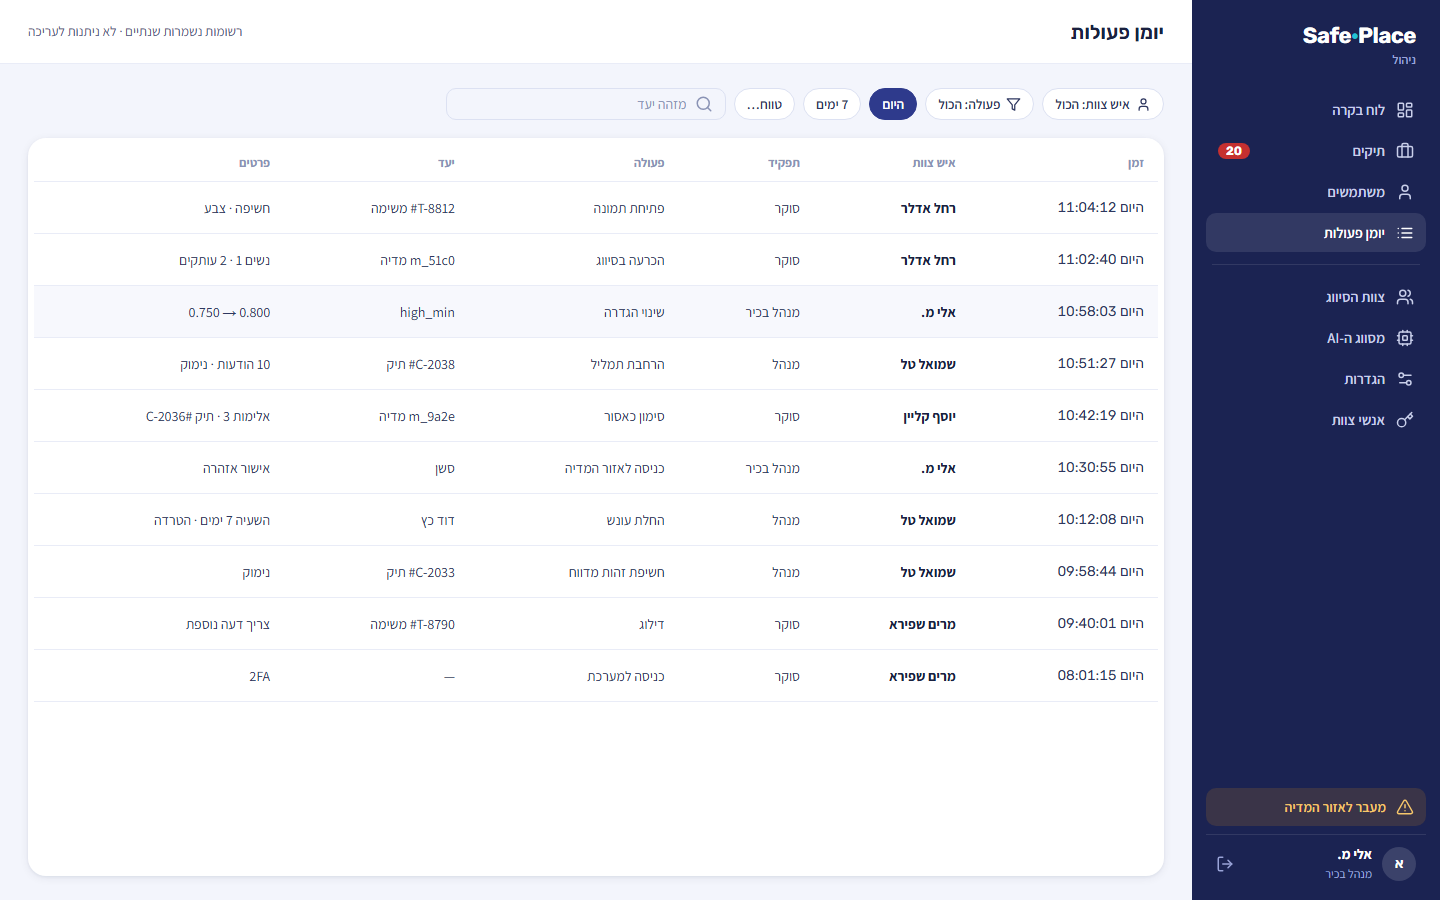 Safe•Place
ניהול
לוח בקרה
תיקים 20
משתמשים
יומן פעולות
צוות הסיווג
מסווג ה-AI
הגדרות
אנשי צוות
מעבר לאזור המדיה
א
אלי מ.
מנהל בכיר
יומן פעולות
רשומות נשמרות שנתיים · לא ניתנות לעריכה
איש צוות: הכול
פעולה: הכול
היום
7 ימים
טווח...
מזהה יעד
זמן איש צוות תפקיד פעולה יעד פרטים
היום 11:04:12 רחל אדלר סוקר פתיחת תמונה משימה #T-8812 חשיפה · צבע
היום 11:02:40 רחל אדלר סוקר הכרעה בסיווג מדיה m_51c0 נשים 1 · 2 עותקים
היום 10:58:03 אלי מ. מנהל בכיר שינוי הגדרה high_min 0.750 → 0.800
היום 10:51:27 שמואל טל מנהל הרחבת תמליל תיק #C-2038 10 הודעות · נימוק
היום 10:42:19 יוסף קליין סוקר סימון כאסור מדיה m_9a2e אלימות 3 · תיק #C-2036
היום 10:30:55 אלי מ. מנהל בכיר כניסה לאזור המדיה סשן אישור אזהרה
היום 10:12:08 שמואל טל מנהל החלת עונש דוד כץ השעיה 7 ימים · הטרדה
היום 09:58:44 שמואל טל מנהל חשיפת זהות מדווח תיק #C-2033 נימוק
היום 09:40:01 מרים שפירא סוקר דילוג משימה #T-8790 צריך דעה נוספת
היום 08:01:15 מרים שפירא סוקר כניסה למערכת — 2FA